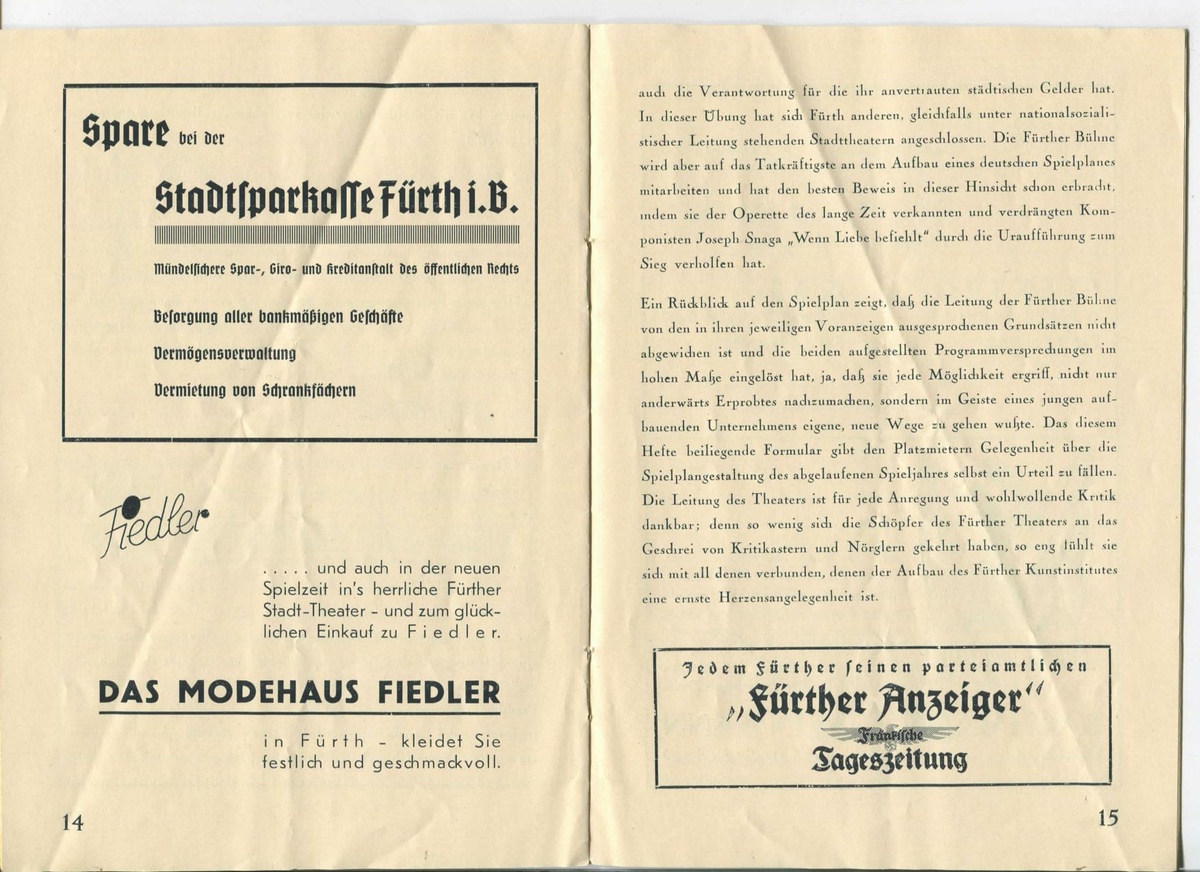 Spare bei der
Stadtsparkasse Fürth i. B.
Mündelsichere Spar-, Giro- und Kreditanstalt des öffentlichen Rechts
Besorgung aller bankmäßigen Geschäfte
Vermögensverwaltung
Vermietung von Schrankfächern
Fiedler
..... und auch in der neuen
Spielzeit in's herrliche Fürther
Stadt-Theater - und zum glück-
lichen Einkauf zu Fiedler.
DAS MODEHAUS FIEDLER
in Fürth - kleidet Sie
festlich und geschmackvoll.
14
auch die Verantwortung für die ihr anvertrauten städtischen Gelder hat.
In dieser Übung hat sich Fürth anderen, gleichfalls unter nationalsoziali-
stischer Leitung stehenden Stadttheatern angeschlossen. Die Fürther Bühne
wird aber auf das Tatkräftigste an dem Aufbau eines deutschen Spielplanes
mitarbeiten und hat den besten Beweis in dieser Hinsicht schon erbracht,
indem sie der Operette des lange Zeit verkannten und verdrängten Kom-
ponisten Joseph Snaga „Wenn Liebe befiehlt" durch die Uraufführung zum
Sieg verholfen hat.
Ein Rückblick auf den Spielplan zeigt, daß die Leitung der Fürther Bühne
von den in ihren jeweiligen Voranzeigen ausgesprochenen Grundsätzen nicht
abgewichen ist und die beiden aufgestellten Programmversprechungen im
hohen Maße eingelöst hat, ja, daß sie jede Möglichkeit ergriff, nicht nur
anderwärts Erprobtes nachzumachen, sondern im Geiste eines jungen auf-
bauenden Unternehmens eigene, neue Wege zu gehen wußte. Das diesem
Hefte beiliegende Formular gibt den Platzmietern Gelegenheit über die
Spielplangestaltung des abgelaufenen Spieljahres selbst ein Urteil zu fällen.
Die Leitung des Theaters ist für jede Anregung und wohlwollende Kritik
dankbar; denn so wenig sich die Schöpfer des Fürther Theaters an das
Geschrei von Kritikastern und Nörglern gekehrt haben, so eng fühlt sie
sich mit all denen verbunden, denen der Aufbau des Fürther Kunstinstitutes
eine ernste Herzensangelegenheit ist.
Jedem Fürther seinen parteiamtlichen
„Fürther Anzeiger"
Fränkische
Tageszeitung
15